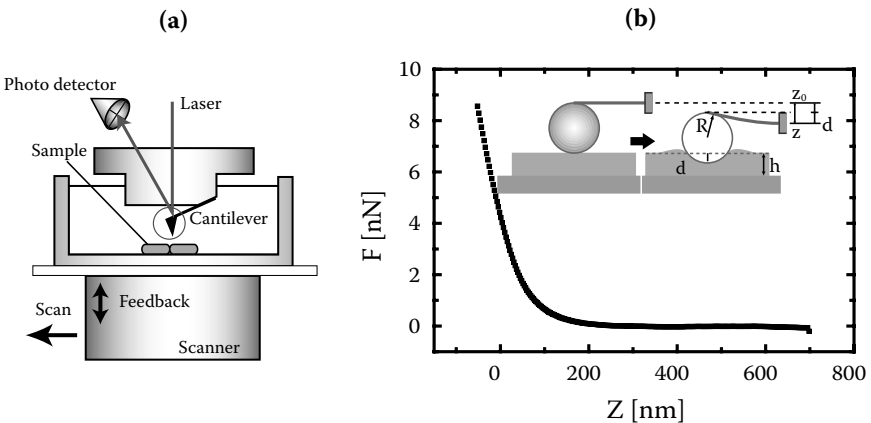 (a)
Photo detector
Laser
Sample
Cantilever
Feedback
Scan
Scanner
(b)
10
8
6
4
2
0
F [nN]
0
200
400
600
800
Z [nm]
R
d
h
z₀
z
d